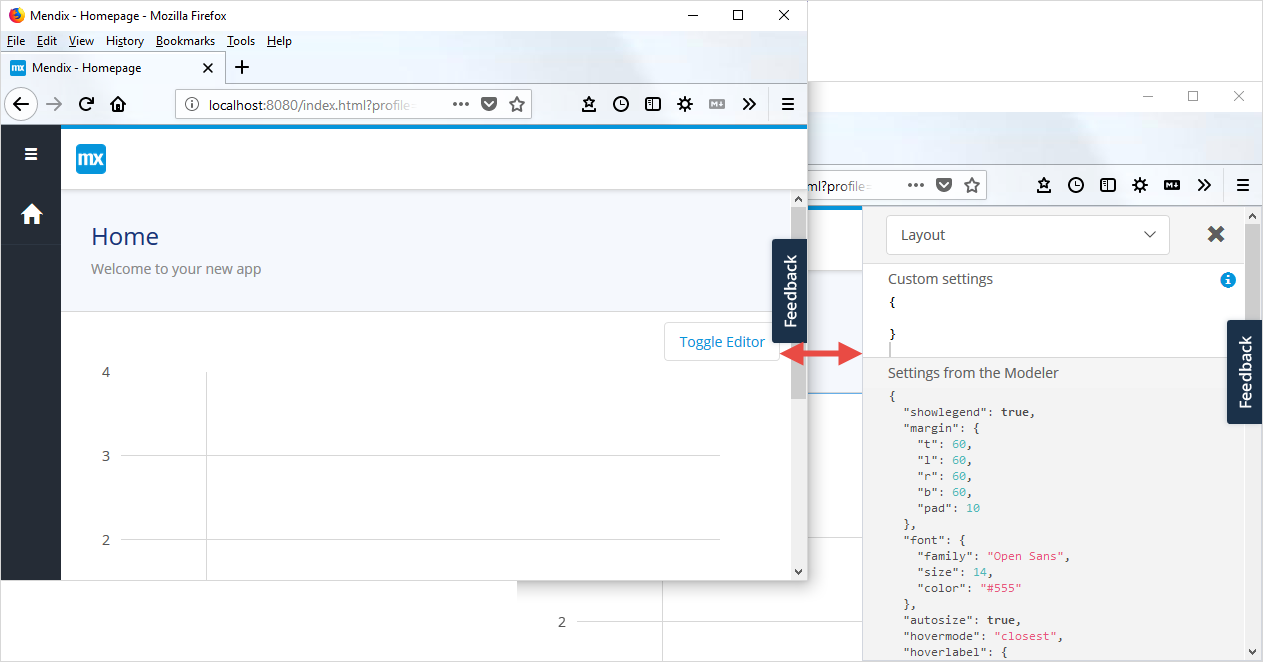 Mendix - Homepage - Mozilla Firefox
File Edit View History Bookmarks Tools Help
mx Mendix - Homepage
localhost:8080/index.html?profile=
mx
Home
Welcome to your new app
Feedback
Toggle Editor
4
3
2
ml?profile=
Layout
Custom settings
{
}
Settings from the Modeler
{
"showlegend": true,
"margin": {
"t": 60,
"l": 60,
"r": 60,
"b": 60,
"pad": 10
},
"font": {
"family": "Open Sans",
"size": 14,
"color": "#555"
},
"autosize": true,
"hovermode": "closest",
"hoverlabel": {
Feedback
2